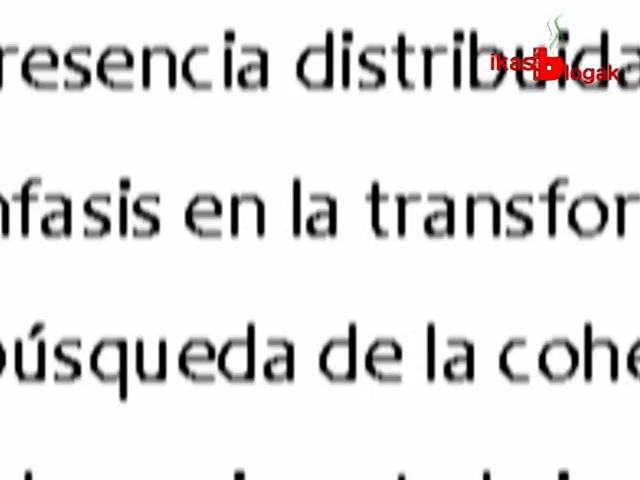 resencia distribuida
nfasis en la transfor
búsqueda de la cohe
ikasblogak